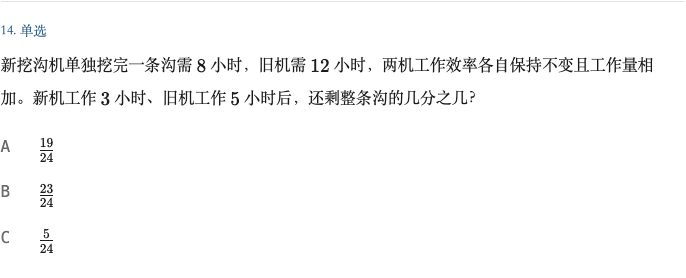 14. 单选
新挖沟机单独挖完一条沟需 8 小时，旧机需 12 小时，两机工作效率各自保持不变且工作量相
加。新机工作 3 小时、旧机工作 5 小时后，还剩整条沟的几分之几？
A 19/24
B 23/24
C 5/24